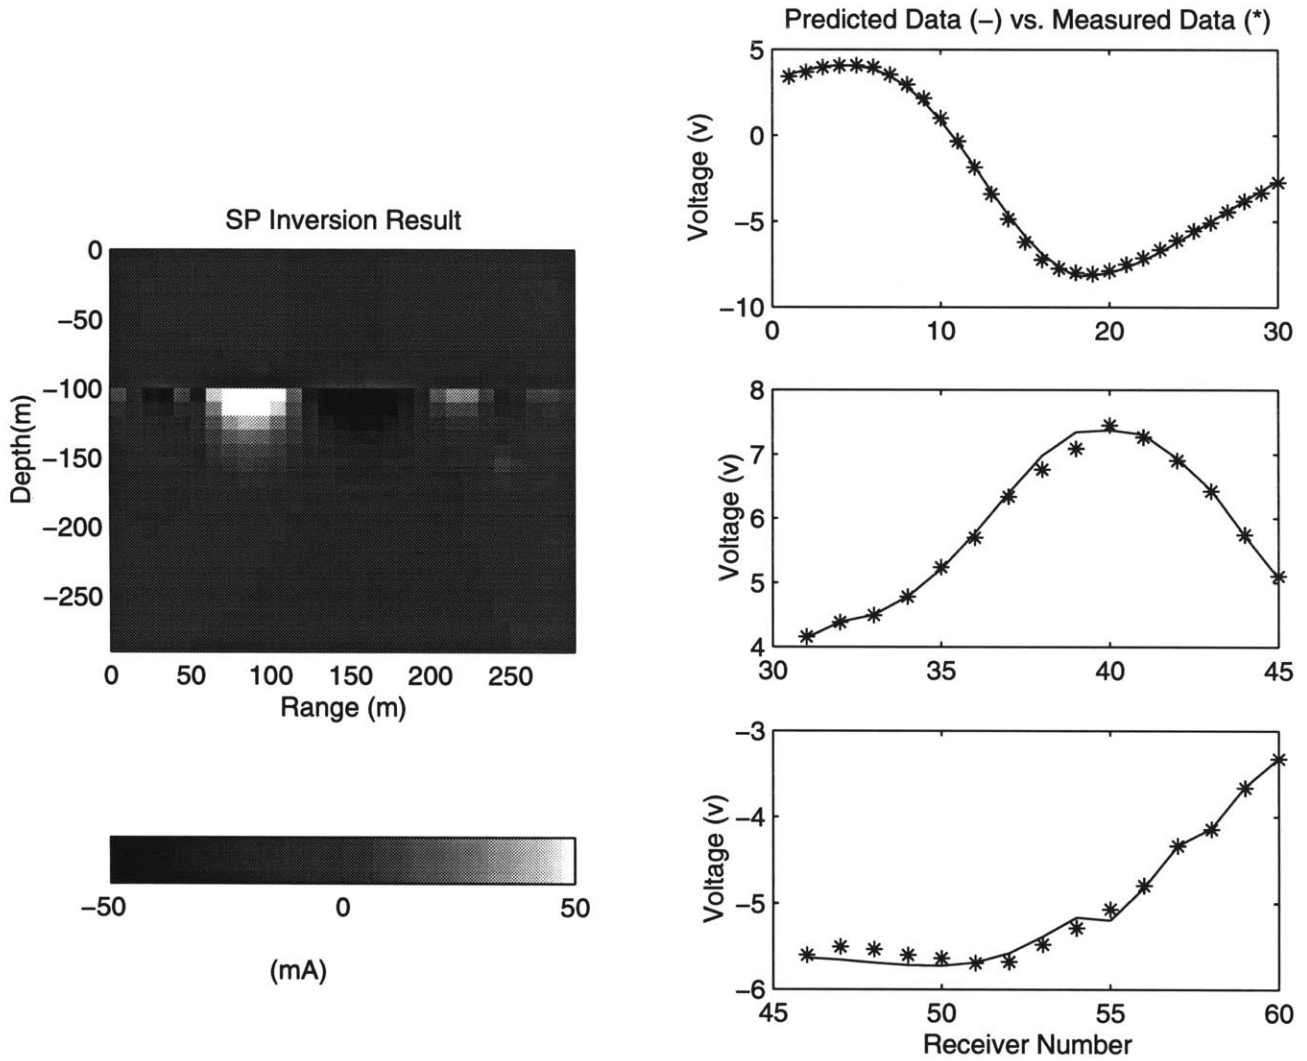 Predicted Data (−) vs. Measured Data (*)
5
0
−5
−10
Voltage (v)
0 10 20 30
SP Inversion Result
0
−50
−100
−150
−200
−250
Depth(m)
0 50 100 150 200 250
Range (m)
8
7
6
5
4
Voltage (v)
30 35 40 45
−50 0 50
(mA)
−3
−4
−5
−6
Voltage (v)
45 50 55 60
Receiver Number